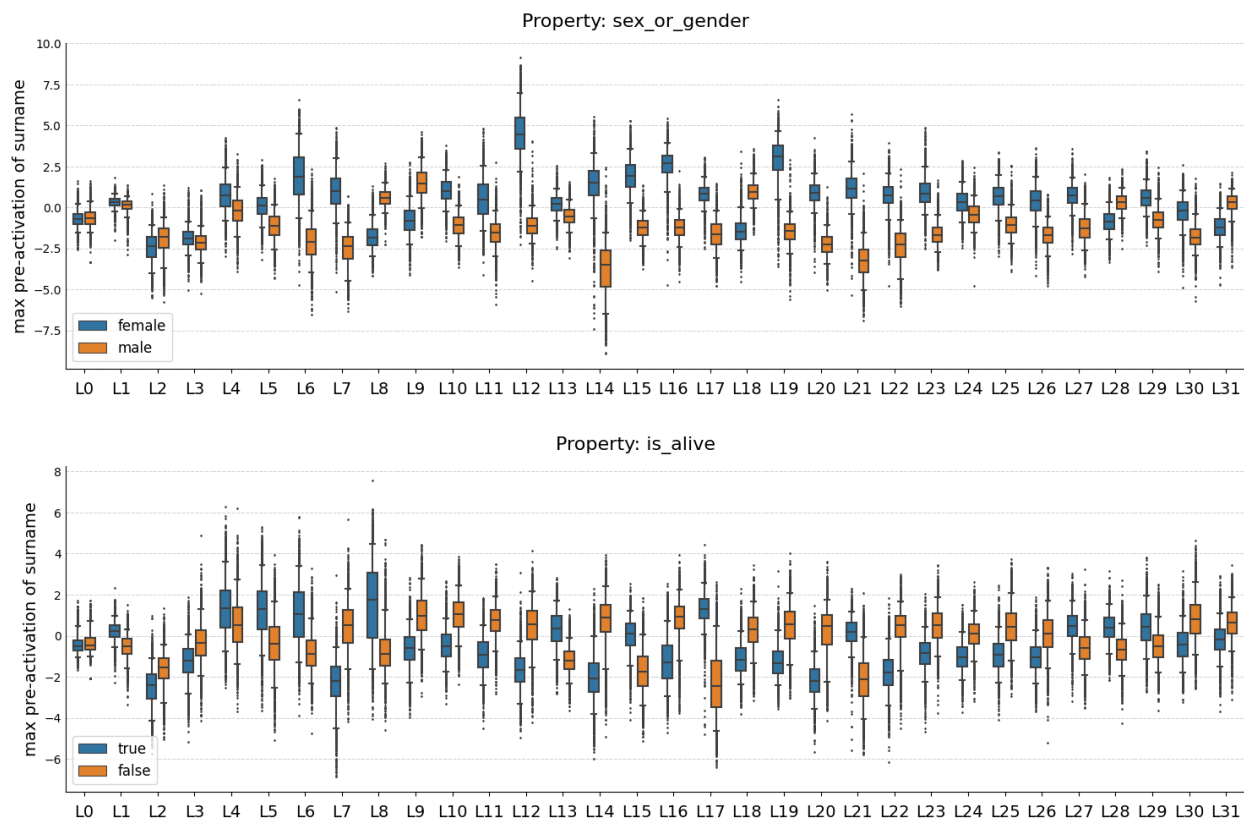 Property: sex_or_gender
max pre-activation of surname
10.0
7.5
5.0
2.5
0.0
−2.5
−5.0
−7.5
female
male
L0 L1 L2 L3 L4 L5 L6 L7 L8 L9 L10 L11 L12 L13 L14 L15 L16 L17 L18 L19 L20 L21 L22 L23 L24 L25 L26 L27 L28 L29 L30 L31
Property: is_alive
max pre-activation of surname
8
6
4
2
0
−2
−4
−6
true
false
L0 L1 L2 L3 L4 L5 L6 L7 L8 L9 L10 L11 L12 L13 L14 L15 L16 L17 L18 L19 L20 L21 L22 L23 L24 L25 L26 L27 L28 L29 L30 L31